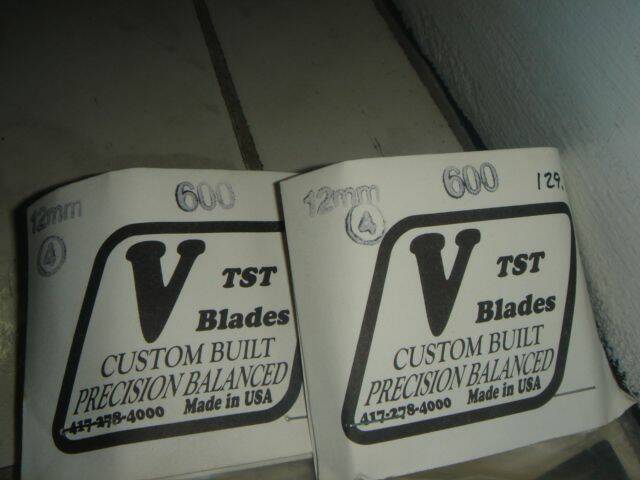 12mm 600
4
V TST
Blades
CUSTOM BUILT
PRECISION BALANCED
417-278-4000 Made in USA
12mm 600 129.
4
V TST
Blades
CUSTOM BUILT
PRECISION BALANCED
417-278-4000 Made in USA